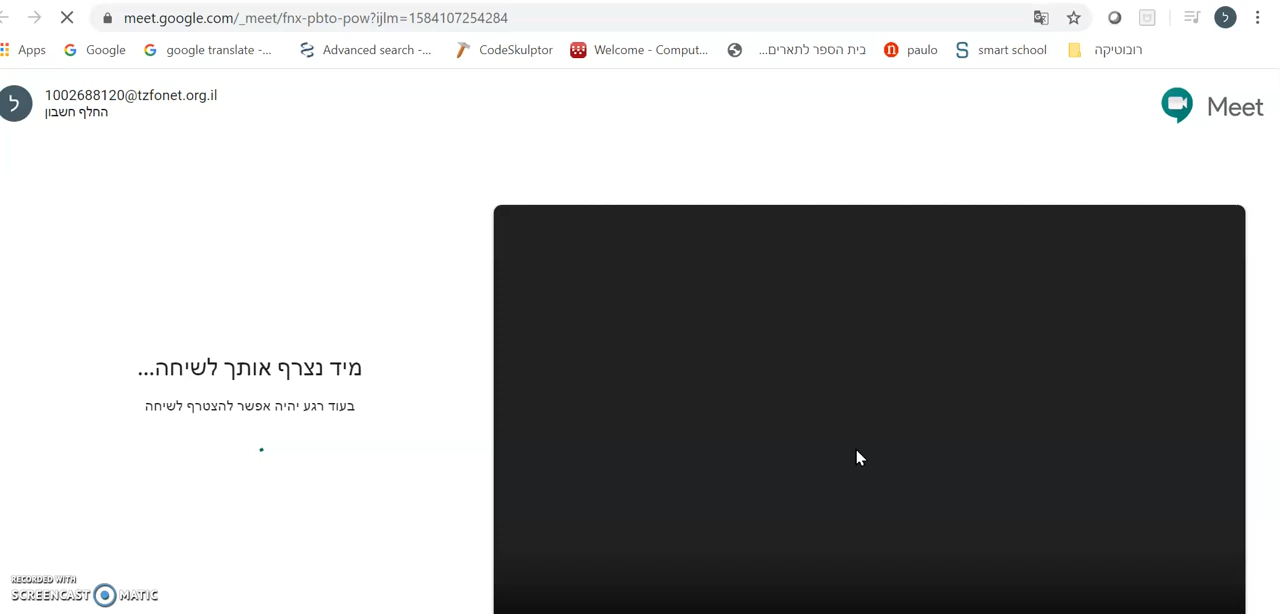 meet.google.com/_meet/fnx-pbto-pow?ijlm=1584107254284
ל
Apps
Google
google translate -...
Advanced search -...
CodeSkulptor
Welcome - Comput...
בית הספר לתארים...
paulo
smart school
רובוטיקה
ל
1002688120@tzfonet.org.il
החלף חשבון
Meet
מיד נצרף אותך לשיחה...
בעוד רגע יהיה אפשר להצטרף לשיחה
RECORDED WITH
SCREENCAST MATIC